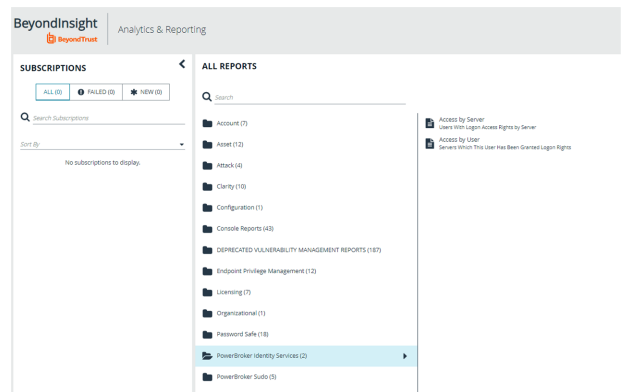 BeyondInsight
BeyondTrust
Analytics & Reporting
SUBSCRIPTIONS
ALL (0)
FAILED (0)
NEW (0)
Search Subscriptions
Sort By
No subscriptions to display.
ALL REPORTS
Search
Account (7)
Asset (12)
Attack (4)
Clarity (10)
Configuration (1)
Console Reports (43)
DEPRECATED VULNERABILITY MANAGEMENT REPORTS (187)
Endpoint Privilege Management (12)
Licensing (7)
Organizational (1)
Password Safe (18)
PowerBroker Identity Services (2)
PowerBroker Sudo (5)
Access by Server
Users With Logon Access Rights by Server
Access by User
Servers Which This User Has Been Granted Logon Rights